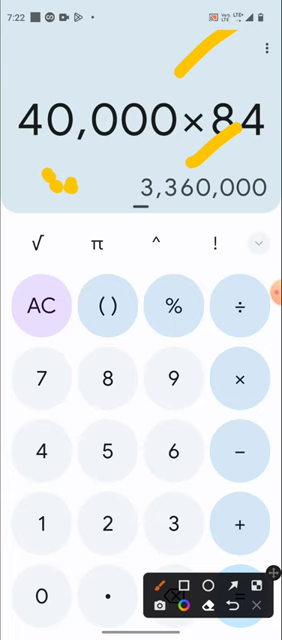 7:22
LTE+
40,000×84
3,360,000
√ π ^ !
AC ( ) % ÷
7 8 9 ×
4 5 6 −
1 2 3 +
0 . =